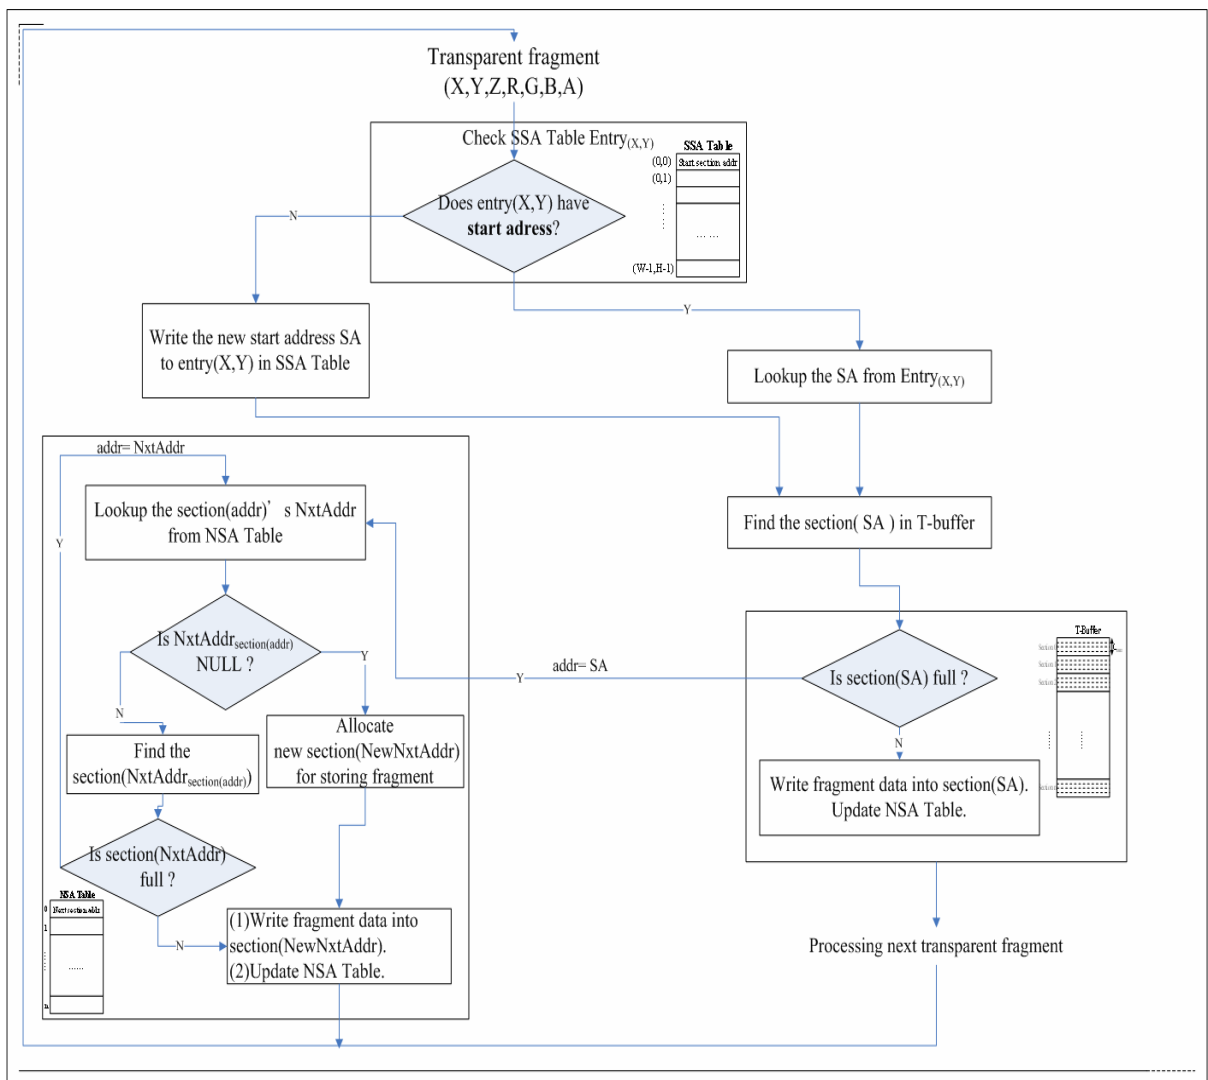 Transparent fragment
(X,Y,Z,R,G,B,A)
Check SSA Table Entry(X,Y)
SSA Table
(0,0)
Start section addr
(0,1)
Does entry(X,Y) have
start adress?
N
... ...
(W-1,H-1)
Y
Write the new start address SA
to entry(X,Y) in SSA Table
Lookup the SA from Entry(X,Y)
addr= NxtAddr
Lookup the section(addr)' s NxtAddr
from NSA Table
Find the section( SA ) in T-buffer
Y
Is NxtAddrsection(addr)
NULL ?
Y
N
addr= SA
Y
Is section(SA) full ?
T-Buffer
N
Allocate
new section(NewNxtAddr)
for storing fragment
Find the
section(NxtAddrsection(addr))
Write fragment data into section(SA).
Update NSA Table.
Is section(NxtAddr)
full ?
NSA Table
0
Next section addr
1
......
n
N
(1)Write fragment data into
section(NewNxtAddr).
(2)Update NSA Table.
Processing next transparent fragment